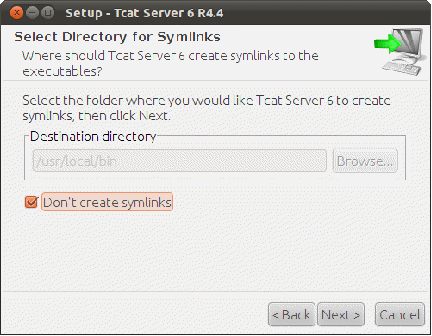 Setup - Tcat Server 6 R4.4
Select Directory for Symlinks
Where should Tcat Server 6 create symlinks to the
executables?
Select the folder where you would like Tcat Server 6 to create
symlinks, then click Next.
Destination directory
/usr/local/bin
Browse...
Don't create symlinks
< Back
Next >
Cancel